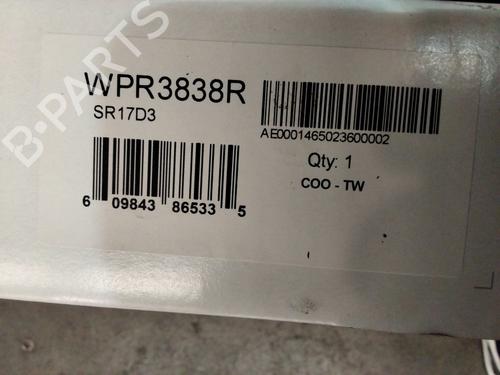 B-PARTS
WPR3838R
SR17D3
AE0001465023600002
Qty: 1
COO - TW
6 09843 86533 5